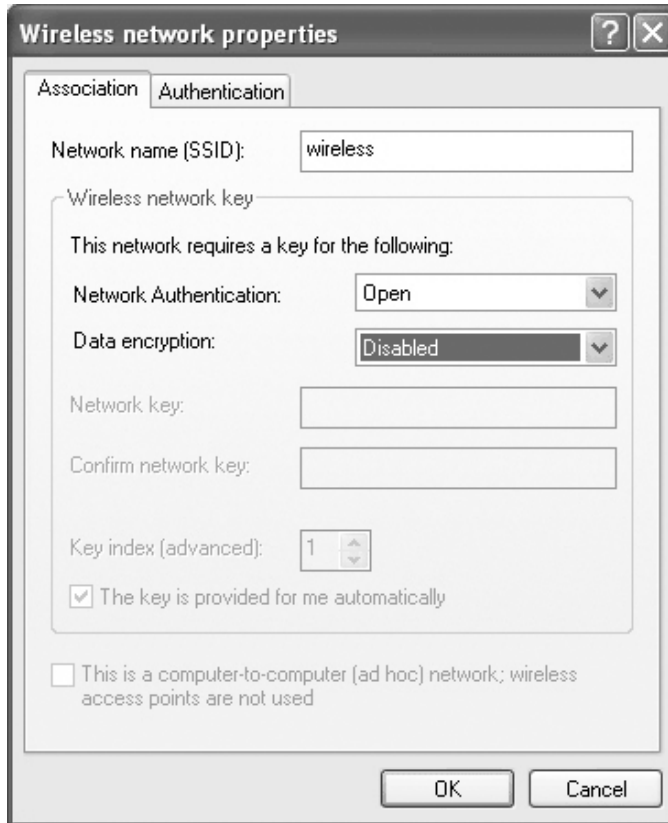 Wireless network properties
Association
Authentication
Network name (SSID):
wireless
Wireless network key
This network requires a key for the following:
Network Authentication:
Open
Data encryption:
Disabled
Network key:
Confirm network key:
Key index (advanced):
1
The key is provided for me automatically
This is a computer-to-computer (ad hoc) network; wireless
access points are not used
OK
Cancel